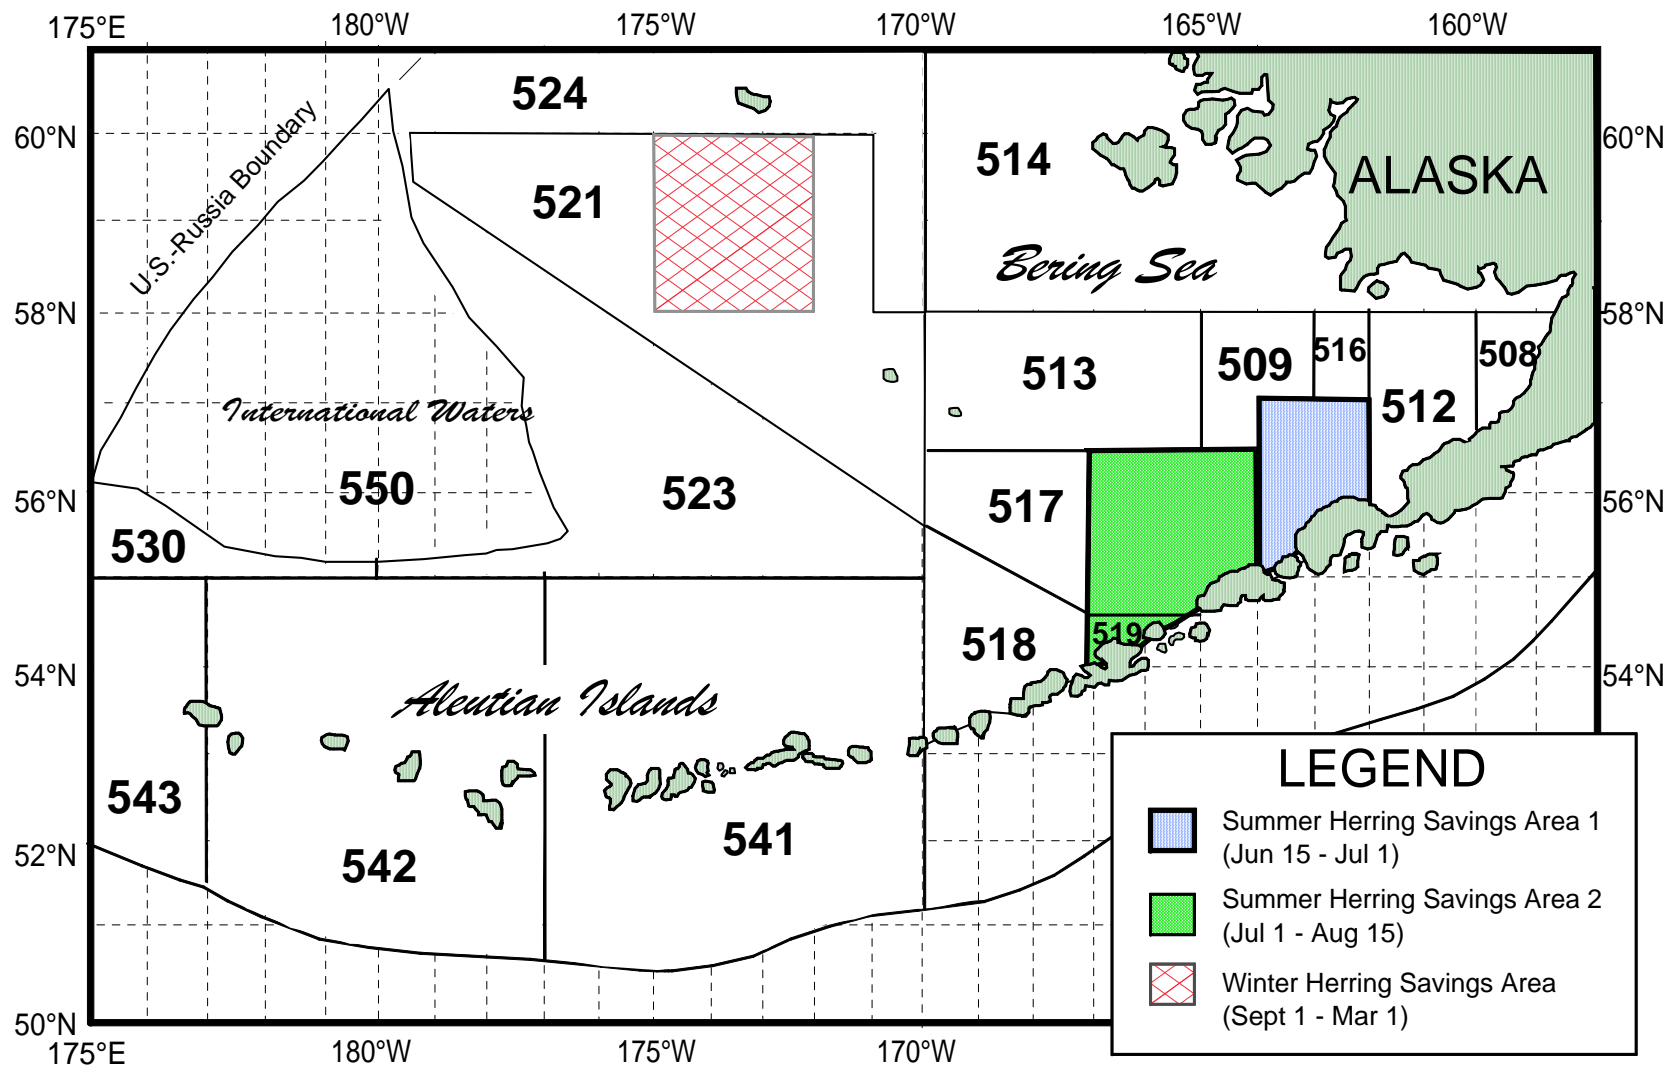 175°E 180°W 175°W 170°W 165°W 160°W
524
60°N
514
60°N
ALASKA
U.S.-Russia Boundary
521
Bering Sea
58°N
58°N
513
509
516
508
512
International Waters
550
523
517
56°N
56°N
530
519
518
54°N
54°N
Aleutian Islands
543
541
542
52°N
LEGEND
Summer Herring Savings Area 1
(Jun 15 - Jul 1)
Summer Herring Savings Area 2
(Jul 1 - Aug 15)
Winter Herring Savings Area
(Sept 1 - Mar 1)
50°N
175°E 180°W 175°W 170°W